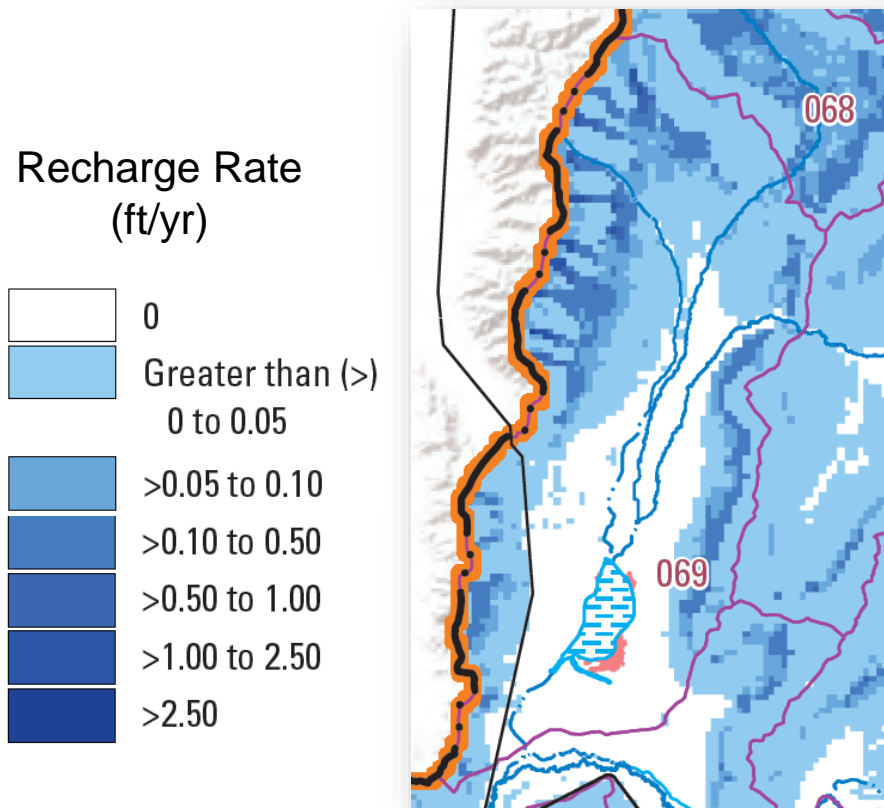 Recharge Rate
(ft/yr)
0
Greater than (>)
0 to 0.05
>0.05 to 0.10
>0.10 to 0.50
>0.50 to 1.00
>1.00 to 2.50
>2.50
068
069